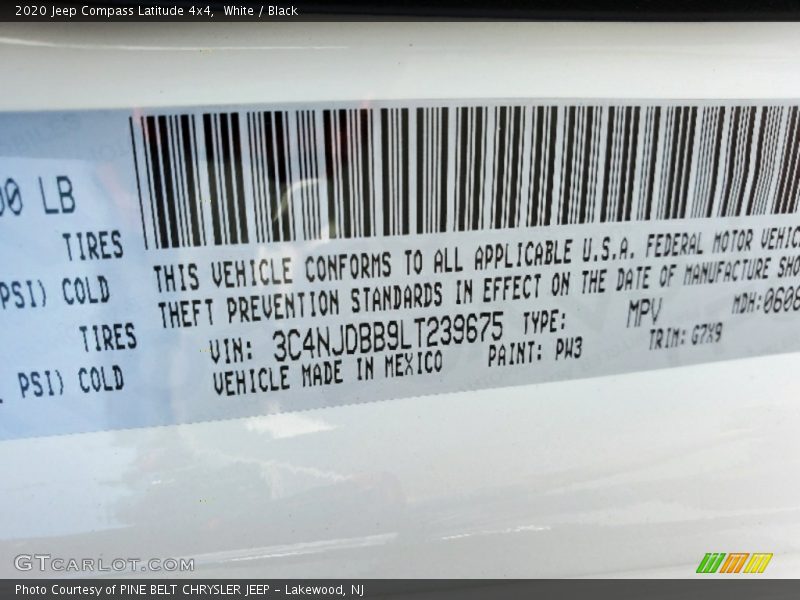 2020 Jeep Compass Latitude 4x4, White / Black
LB
TIRES
PSI) COLD
TIRES
PSI) COLD
THIS VEHICLE CONFORMS TO ALL APPLICABLE U.S.A. FEDERAL MOTOR VEHIC
THEFT PREVENTION STANDARDS IN EFFECT ON THE DATE OF MANUFACTURE SHO
VIN: 3C4NJDBB9LT239675 TYPE: MPV MDH:
VEHICLE MADE IN MEXICO PAINT: PW3 TRIM: G7X9
GTCARLOT.COM
Photo Courtesy of PINE BELT CHRYSLER JEEP - Lakewood, NJ